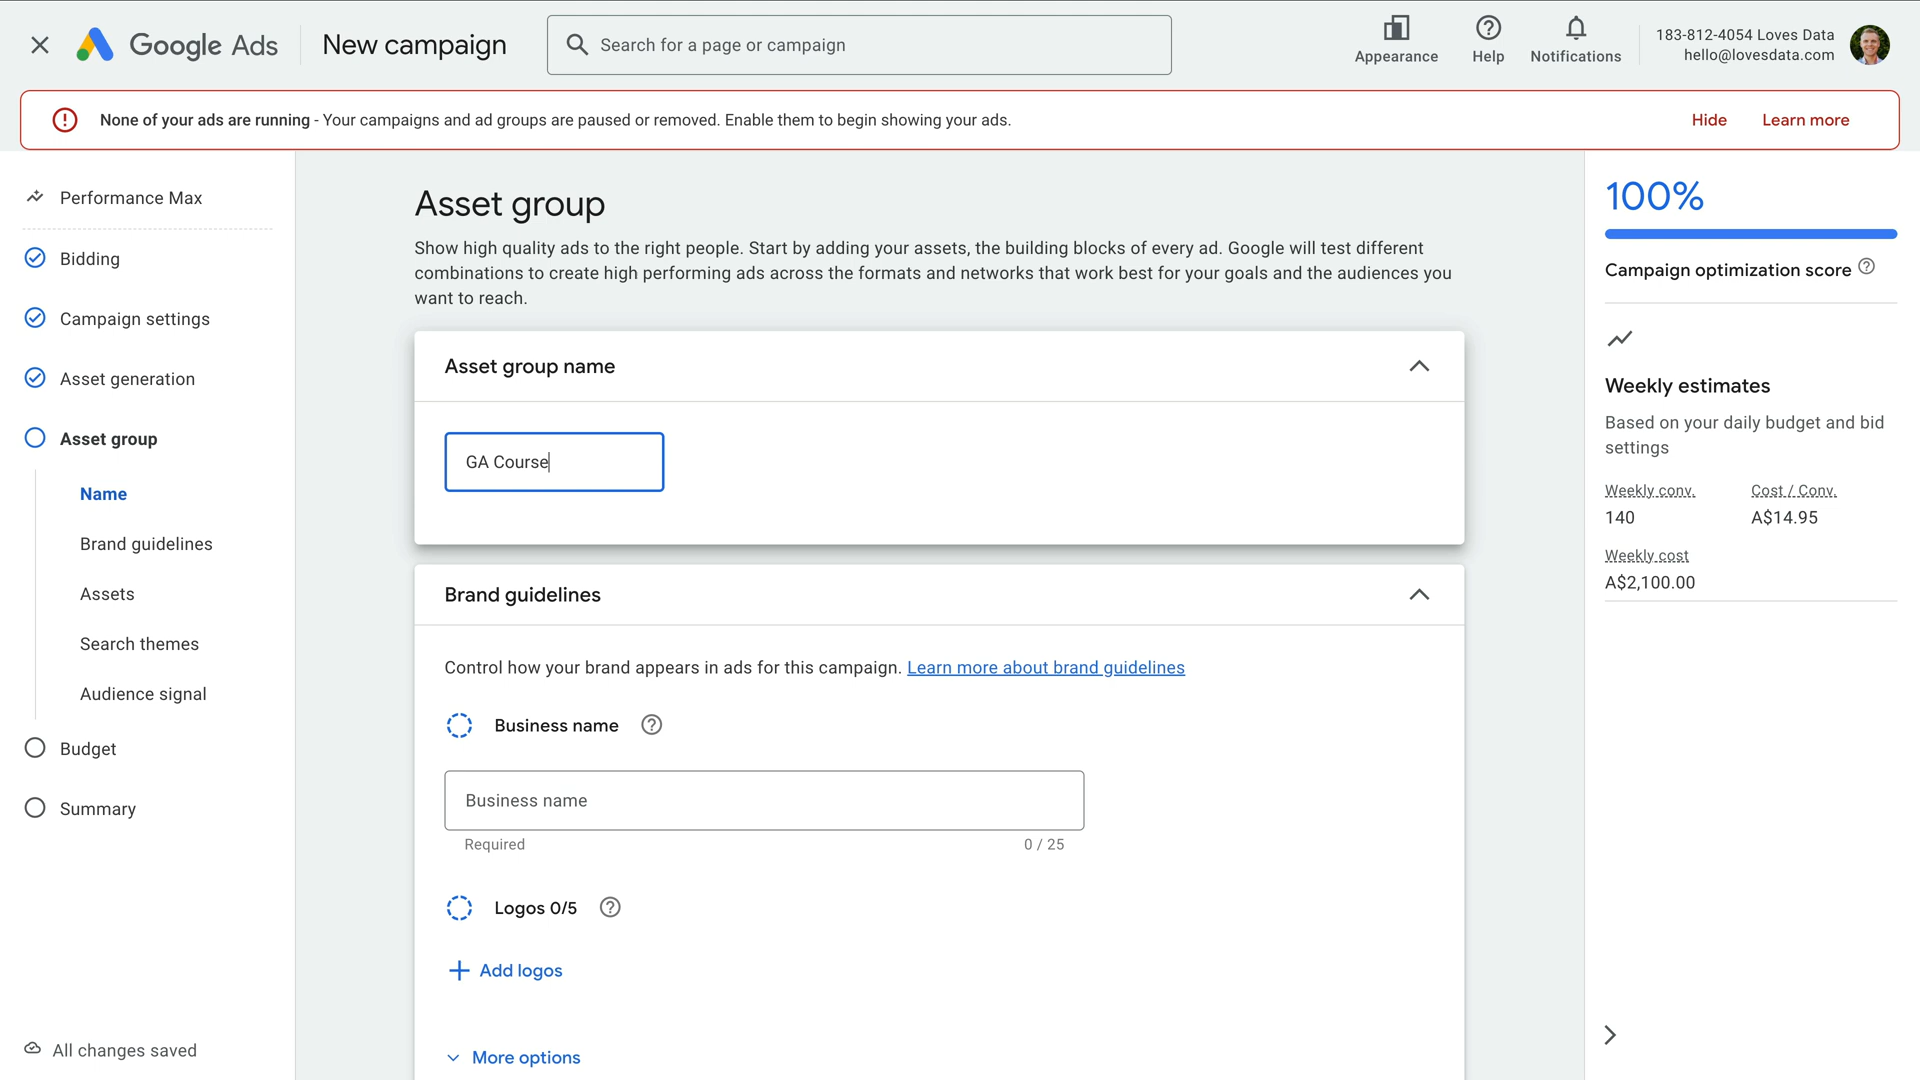 Google Ads
New campaign
Search for a page or campaign
Appearance
Help
Notifications
183-812-4054 Loves Data
hello@lovesdata.com
None of your ads are running - Your campaigns and ad groups are paused or removed. Enable them to begin showing your ads.
Hide
Learn more
Performance Max
Bidding
Campaign settings
Asset generation
Asset group
Name
Brand guidelines
Assets
Search themes
Audience signal
Budget
Summary
All changes saved
Asset group
Show high quality ads to the right people. Start by adding your assets, the building blocks of every ad. Google will test different
combinations to create high performing ads across the formats and networks that work best for your goals and the audiences you
want to reach.
Asset group name
GA Course
Brand guidelines
Control how your brand appears in ads for this campaign. Learn more about brand guidelines
Business name
Business name
Required
0 / 25
Logos 0/5
Add logos
More options
100%
Campaign optimization score
Weekly estimates
Based on your daily budget and bid
settings
Weekly conv.
Cost / Conv.
140
A$14.95
Weekly cost
A$2,100.00